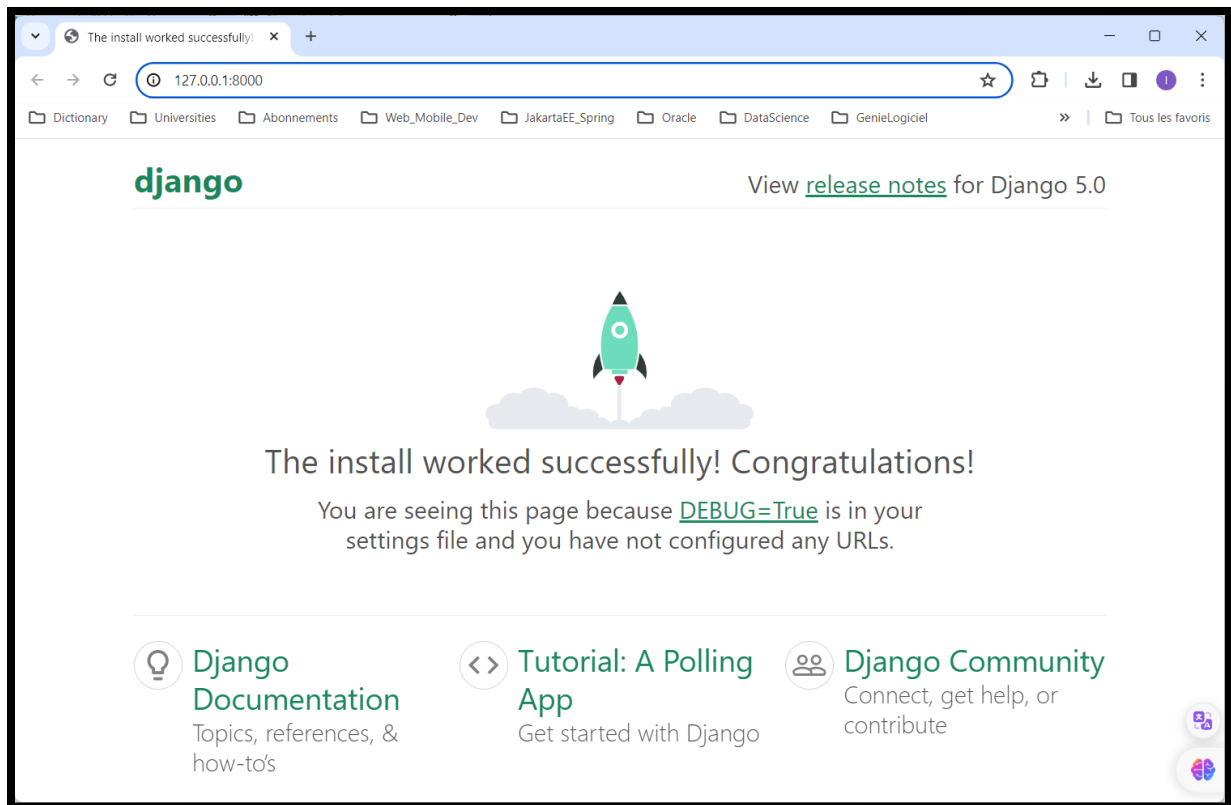 The install worked successfully!
127.0.0.1:8000
I
Dictionary Universities Abonnements Web_Mobile_Dev JakartaEE_Spring Oracle DataScience GenieLogiciel » Tous les favoris
django
View release notes for Django 5.0
The install worked successfully! Congratulations!
You are seeing this page because DEBUG=True is in your
settings file and you have not configured any URLs.
Django
Documentation
Topics, references, &
how-to's
Tutorial: A Polling
App
Get started with Django
Django Community
Connect, get help, or
contribute